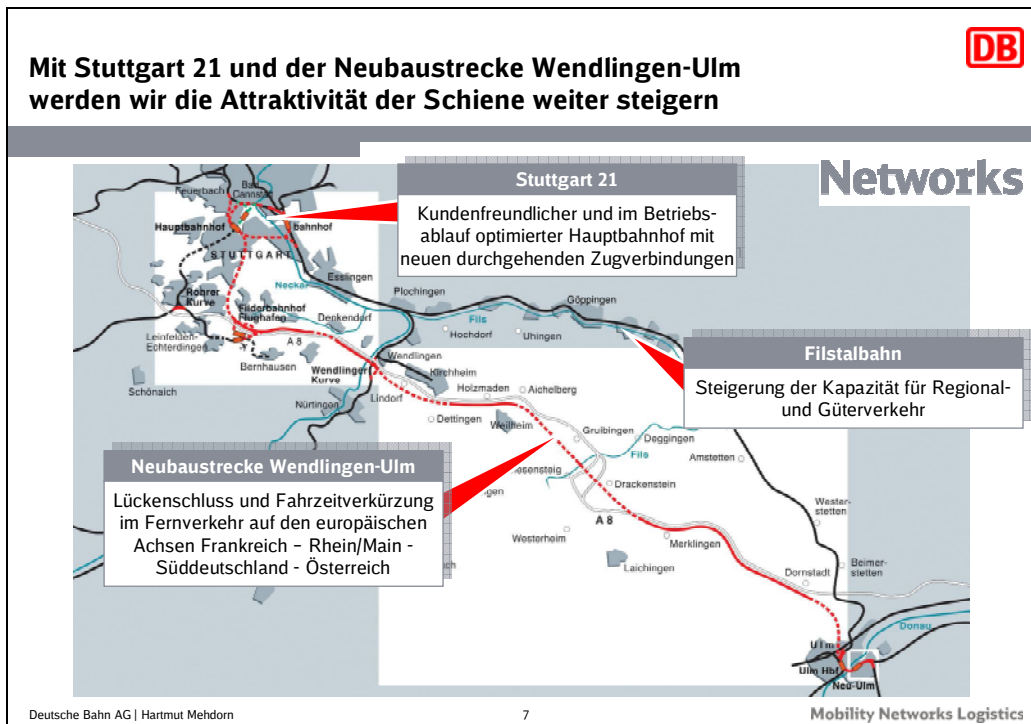 DB
Mit Stuttgart 21 und der Neubaustrecke Wendlingen-Ulm
werden wir die Attraktivität der Schiene weiter steigern
Networks
Stuttgart 21
Kundenfreundlicher und im Betriebs-
ablauf optimierter Hauptbahnhof mit
neuen durchgehenden Zugverbindungen
Feuerbach
Bad
Cannstatt
Hauptbahnhof
bahnhof
STUTTGART
Esslingen
Neckar
Plochingen
Göppingen
Rohrer
Kurve
Filderbahnhof
Flughafen
Denkendorf
Fils
Hochdorf
Uhingen
Leinfelden-
Echterdingen
A 8
Bernhausen
Wendlinger
Kurve
Wendlingen
Kirchheim
Schönaich
Lindorf
Holzmaden
Aichelberg
Nürtingen
Dettingen
Weilheim
Filstalbahn
Steigerung der Kapazität für Regional-
und Güterverkehr
Gruibingen
Deggingen
Fils
Amstetten
Neubaustrecke Wendlingen-Ulm
Lückenschluss und Fahrzeitverkürzung
im Fernverkehr auf den europäischen
Achsen Frankreich – Rhein/Main -
Süddeutschland - Österreich
esensteig
gen
Drackenstein
A 8
Wester-
stetten
Westerheim
Merklingen
Laichingen
Dornstadt
Beimer-
stetten
Donau
Ulm
Ulm Hbf
Neu-Ulm
Deutsche Bahn AG | Hartmut Mehdorn
7
Mobility Networks Logistics